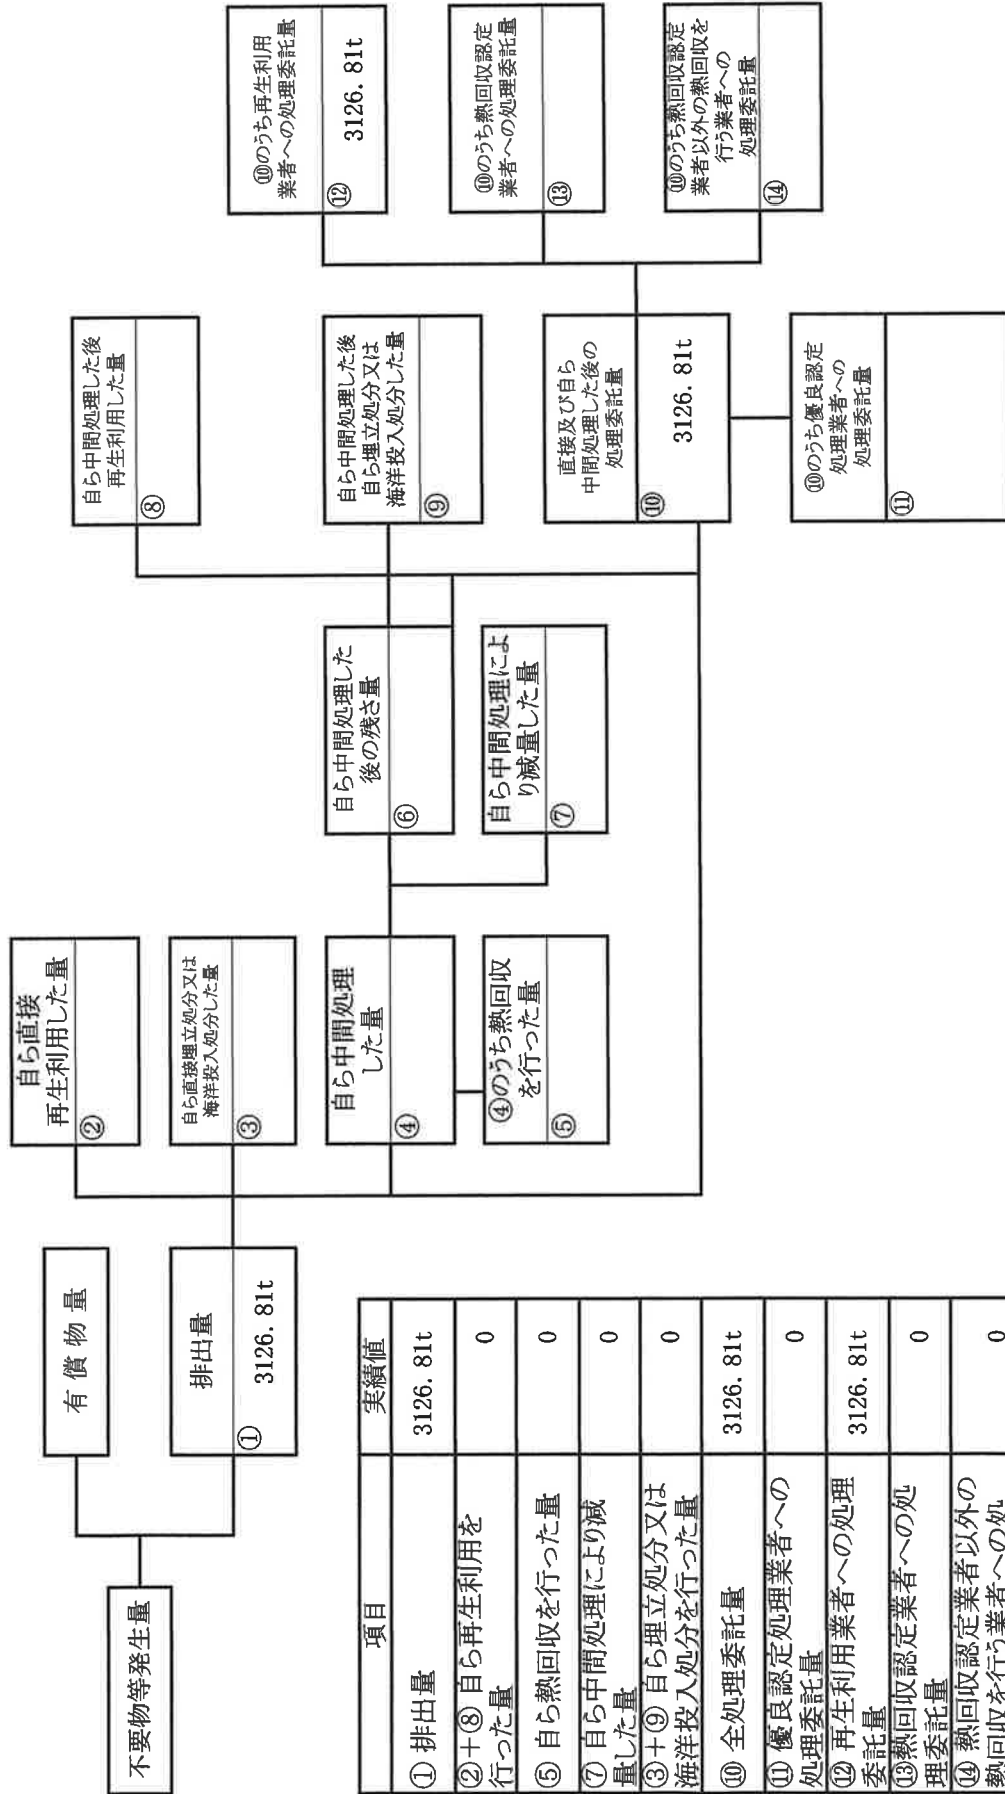 不要物等発生量
有償物量
排出量
①
3126.81t
自ら直接
再生利用した量
②
自ら直接埋立処分又は
海洋投入処分した量
③
自ら中間処理
した量
④
④のうち熱回収
を行った量
⑤
自ら中間処理した
後の残さ量
⑥
自ら中間処理によ
り減量した量
⑦
自ら中間処理した後
再生利用した量
⑧
自ら中間処理した後
自ら埋立処分又は
海洋投入処分した量
⑨
直接及び自ら
中間処理した後の
処理委託量
⑩
3126.81t
⑩のうち優良認定
処理業者への
処理委託量
⑪
⑩のうち再生利用
業者への処理委託量
⑫
3126.81t
⑩のうち熱回収認定
業者への処理委託量
⑬
⑩のうち熱回収認定
業者以外の熱回収を
行う業者への
処理委託量
⑭
項目 実績値
①排出量 3126.81t
②+⑧ 自ら再生利用を
行った量 0
⑤ 自ら熱回収を行った量 0
⑦ 自ら中間処理により減
量した量 0
③+⑨ 自ら埋立処分又は
海洋投入処分を行った量 0
⑩ 全処理委託量 3126.81t
⑪ 優良認定処理業者への
処理委託量 0
⑫ 再生利用業者への処理
委託量 3126.81t
⑬熱回収認定業者への処
理委託量 0
⑭ 熱回収認定業者以外の
熱回収を行う業者への処 0